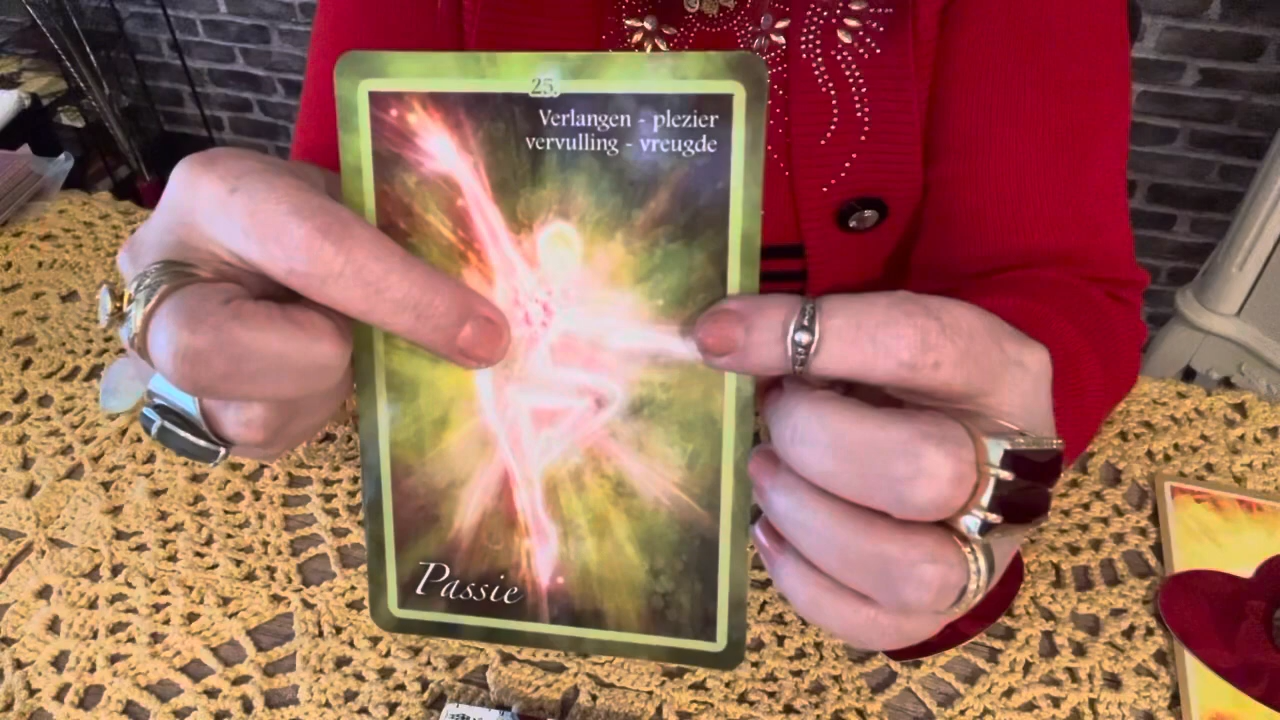 25.
Verlangen - plezier
vervulling - vreugde
Passie